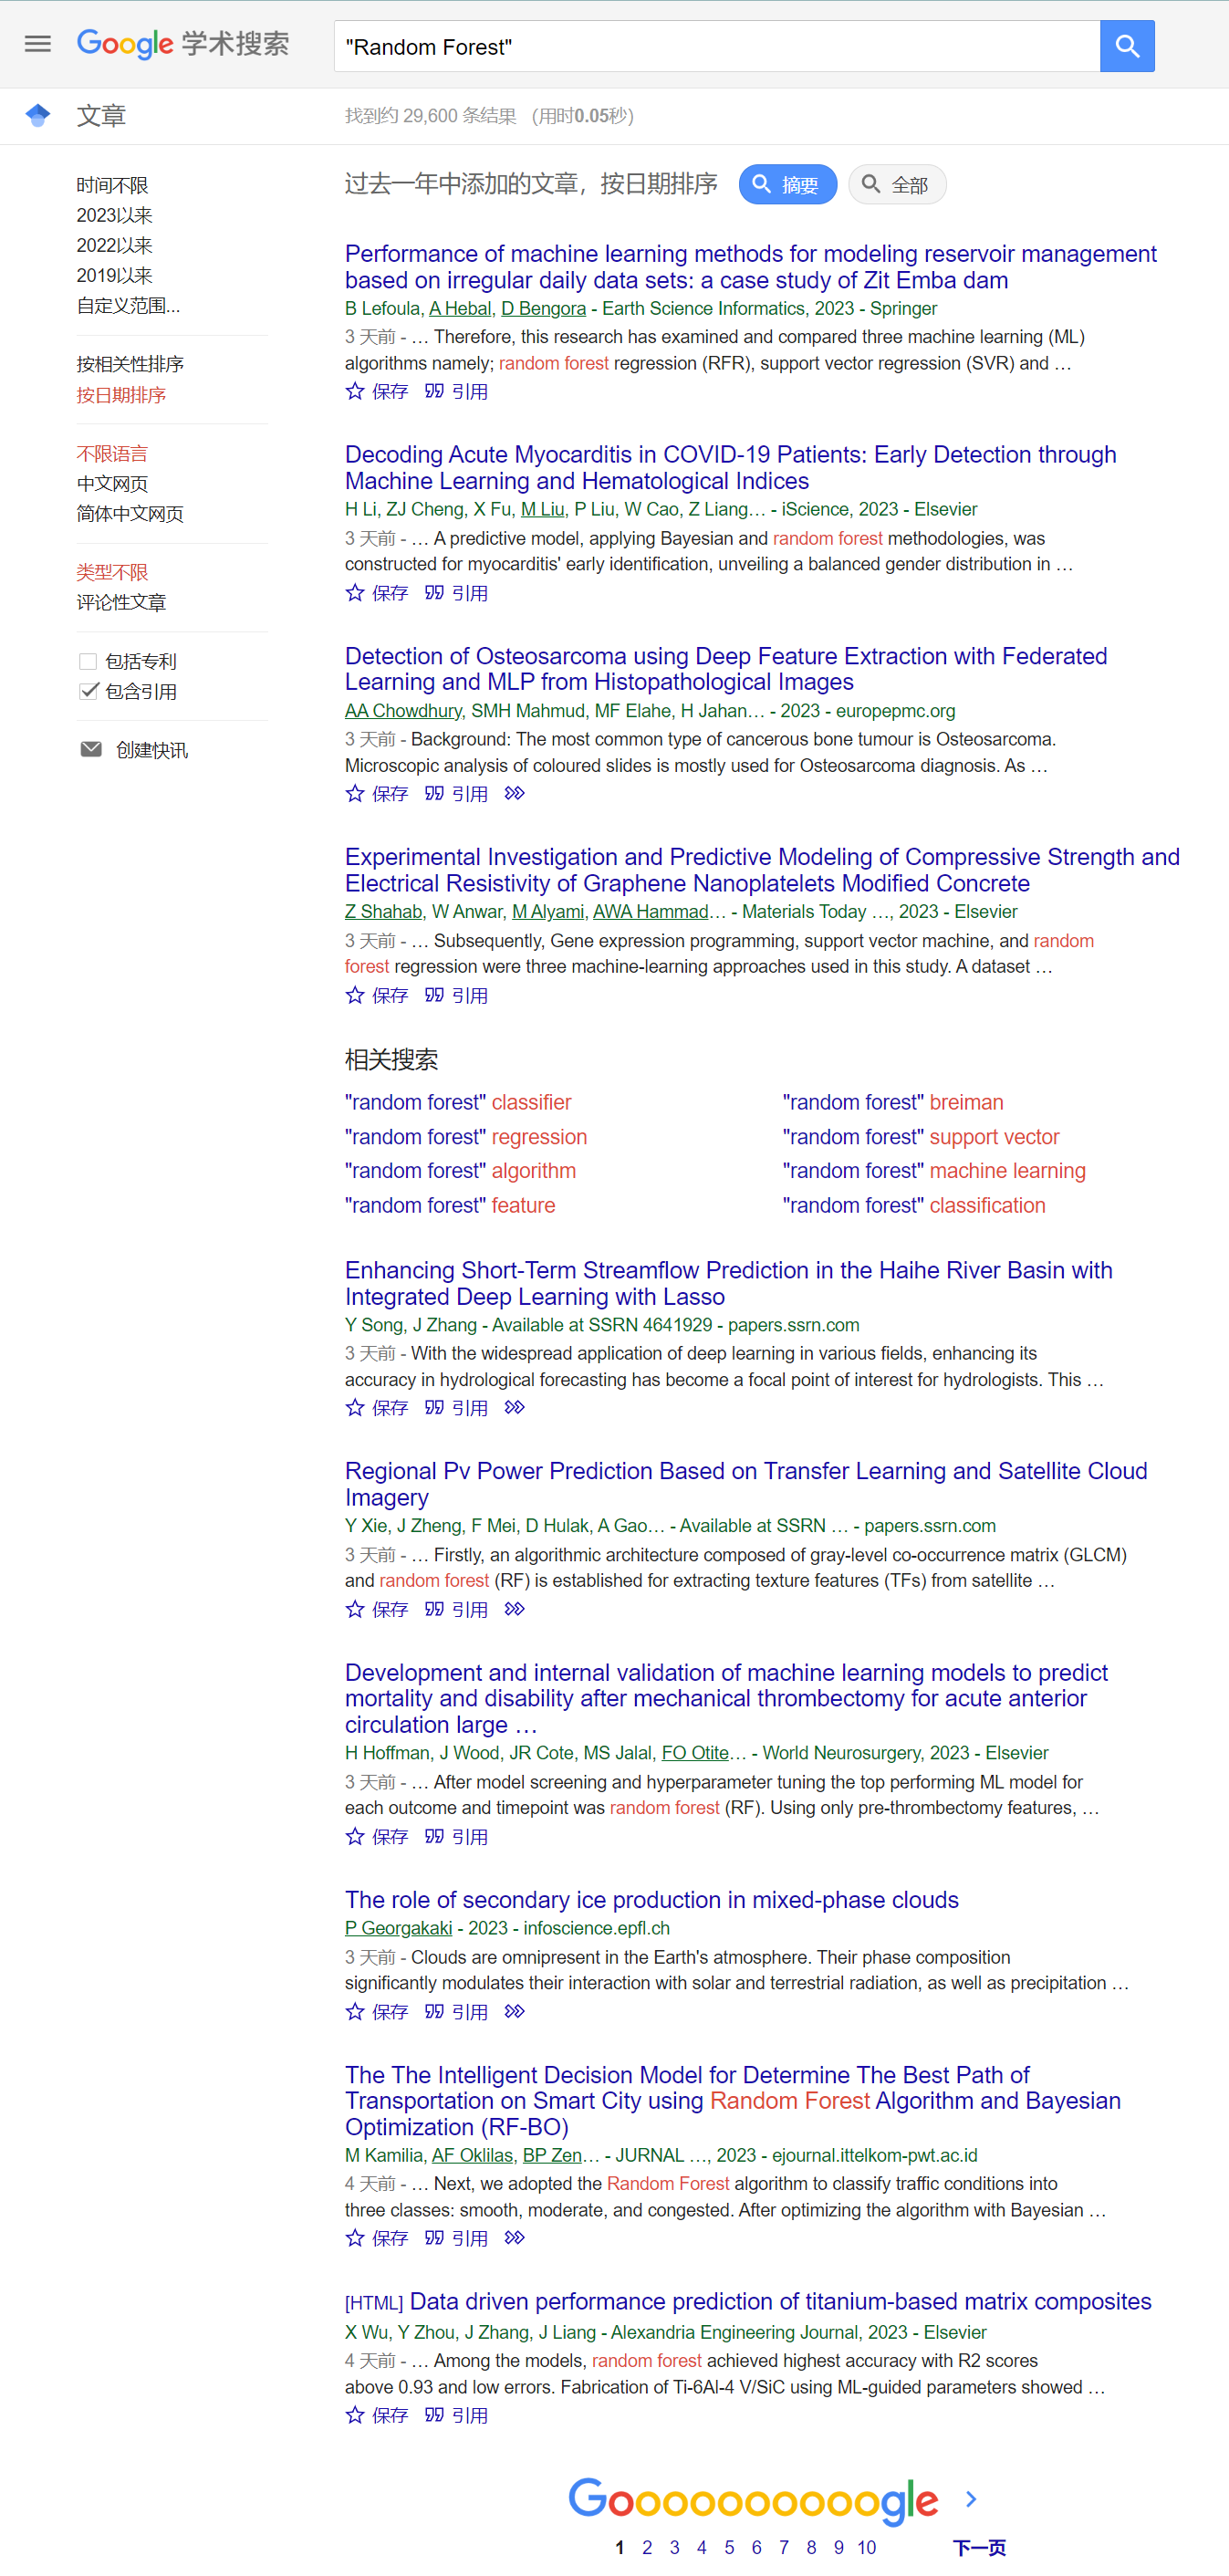 Google 学术搜索
"Random Forest"
文章
找到约 29,600 条结果 (用时0.05秒)
时间不限
2023以来
2022以来
2019以来
自定义范围...
按相关性排序
按日期排序
不限语言
中文网页
简体中文网页
类型不限
评论性文章
包括专利
包含引用
创建快讯
过去一年中添加的文章，按日期排序 摘要 全部
Performance of machine learning methods for modeling reservoir management
based on irregular daily data sets: a case study of Zit Emba dam
B Lefoula, A Hebal, D Bengora - Earth Science Informatics, 2023 - Springer
3 天前 - … Therefore, this research has examined and compared three machine learning (ML)
algorithms namely; random forest regression (RFR), support vector regression (SVR) and …
保存 引用
Decoding Acute Myocarditis in COVID-19 Patients: Early Detection through
Machine Learning and Hematological Indices
H Li, ZJ Cheng, X Fu, M Liu, P Liu, W Cao, Z Liang… - iScience, 2023 - Elsevier
3 天前 - … A predictive model, applying Bayesian and random forest methodologies, was
constructed for myocarditis' early identification, unveiling a balanced gender distribution in …
保存 引用
Detection of Osteosarcoma using Deep Feature Extraction with Federated
Learning and MLP from Histopathological Images
AA Chowdhury, SMH Mahmud, MF Elahe, H Jahan… - 2023 - europepmc.org
3 天前 - Background: The most common type of cancerous bone tumour is Osteosarcoma.
Microscopic analysis of coloured slides is mostly used for Osteosarcoma diagnosis. As …
保存 引用
Experimental Investigation and Predictive Modeling of Compressive Strength and
Electrical Resistivity of Graphene Nanoplatelets Modified Concrete
Z Shahab, W Anwar, M Alyami, AWA Hammad… - Materials Today …, 2023 - Elsevier
3 天前 - … Subsequently, Gene expression programming, support vector machine, and random
forest regression were three machine-learning approaches used in this study. A dataset …
保存 引用
相关搜索
"random forest" classifier
"random forest" regression
"random forest" algorithm
"random forest" feature
"random forest" breiman
"random forest" support vector
"random forest" machine learning
"random forest" classification
Enhancing Short-Term Streamflow Prediction in the Haihe River Basin with
Integrated Deep Learning with Lasso
Y Song, J Zhang - Available at SSRN 4641929 - papers.ssrn.com
3 天前 - With the widespread application of deep learning in various fields, enhancing its
accuracy in hydrological forecasting has become a focal point of interest for hydrologists. This …
保存 引用
Regional Pv Power Prediction Based on Transfer Learning and Satellite Cloud
Imagery
Y Xie, J Zheng, F Mei, D Hulak, A Gao… - Available at SSRN … - papers.ssrn.com
3 天前 - … Firstly, an algorithmic architecture composed of gray-level co-occurrence matrix (GLCM)
and random forest (RF) is established for extracting texture features (TFs) from satellite …
保存 引用
Development and internal validation of machine learning models to predict
mortality and disability after mechanical thrombectomy for acute anterior
circulation large …
H Hoffman, J Wood, JR Cote, MS Jalal, FO Otite… - World Neurosurgery, 2023 - Elsevier
3 天前 - … After model screening and hyperparameter tuning the top performing ML model for
each outcome and timepoint was random forest (RF). Using only pre-thrombectomy features, …
保存 引用
The role of secondary ice production in mixed-phase clouds
P Georgakaki - 2023 - infoscience.epfl.ch
3 天前 - Clouds are omnipresent in the Earth's atmosphere. Their phase composition
significantly modulates their interaction with solar and terrestrial radiation, as well as precipitation …
保存 引用
The The Intelligent Decision Model for Determine The Best Path of
Transportation on Smart City using Random Forest Algorithm and Bayesian
Optimization (RF-BO)
M Kamilia, AF Oklilas, BP Zen… - JURNAL …, 2023 - ejournal.ittelkom-pwt.ac.id
4 天前 - … Next, we adopted the Random Forest algorithm to classify traffic conditions into
three classes: smooth, moderate, and congested. After optimizing the algorithm with Bayesian …
保存 引用
[HTML] Data driven performance prediction of titanium-based matrix composites
X Wu, Y Zhou, J Zhang, J Liang - Alexandria Engineering Journal, 2023 - Elsevier
4 天前 - … Among the models, random forest achieved highest accuracy with R2 scores
above 0.93 and low errors. Fabrication of Ti-6Al-4 V/SiC using ML-guided parameters showed …
保存 引用
Goooooooooogle
1 2 3 4 5 6 7 8 9 10 下一页